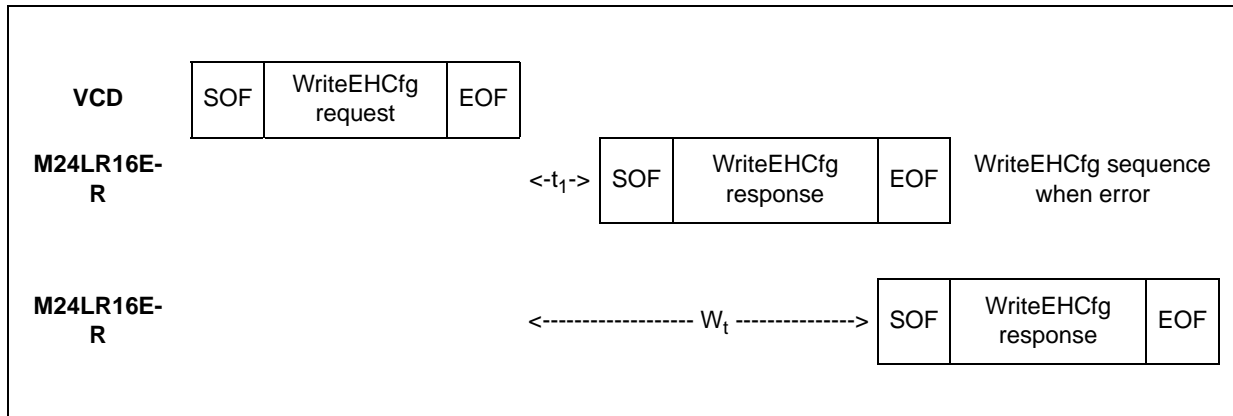 VCD SOF WriteEHCfg request EOF
M24LR16E-R <-t1-> SOF WriteEHCfg response EOF WriteEHCfg sequence when error
M24LR16E-R <------------------- Wt ---------------> SOF WriteEHCfg response EOF